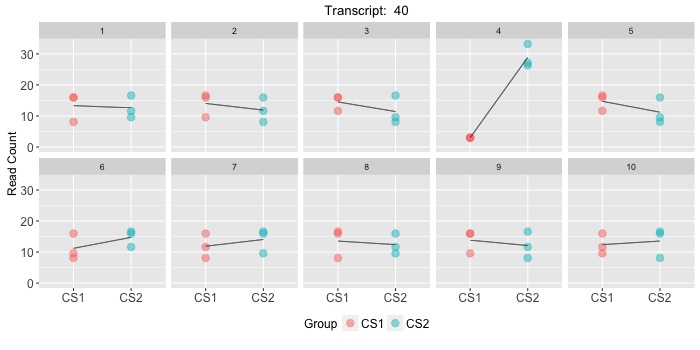 Transcript: 40
1 2 3 4 5
30
20
10
0
Read Count
6 7 8 9 10
30
20
10
0
CS1 CS2 CS1 CS2 CS1 CS2 CS1 CS2 CS1 CS2
Group CS1 CS2